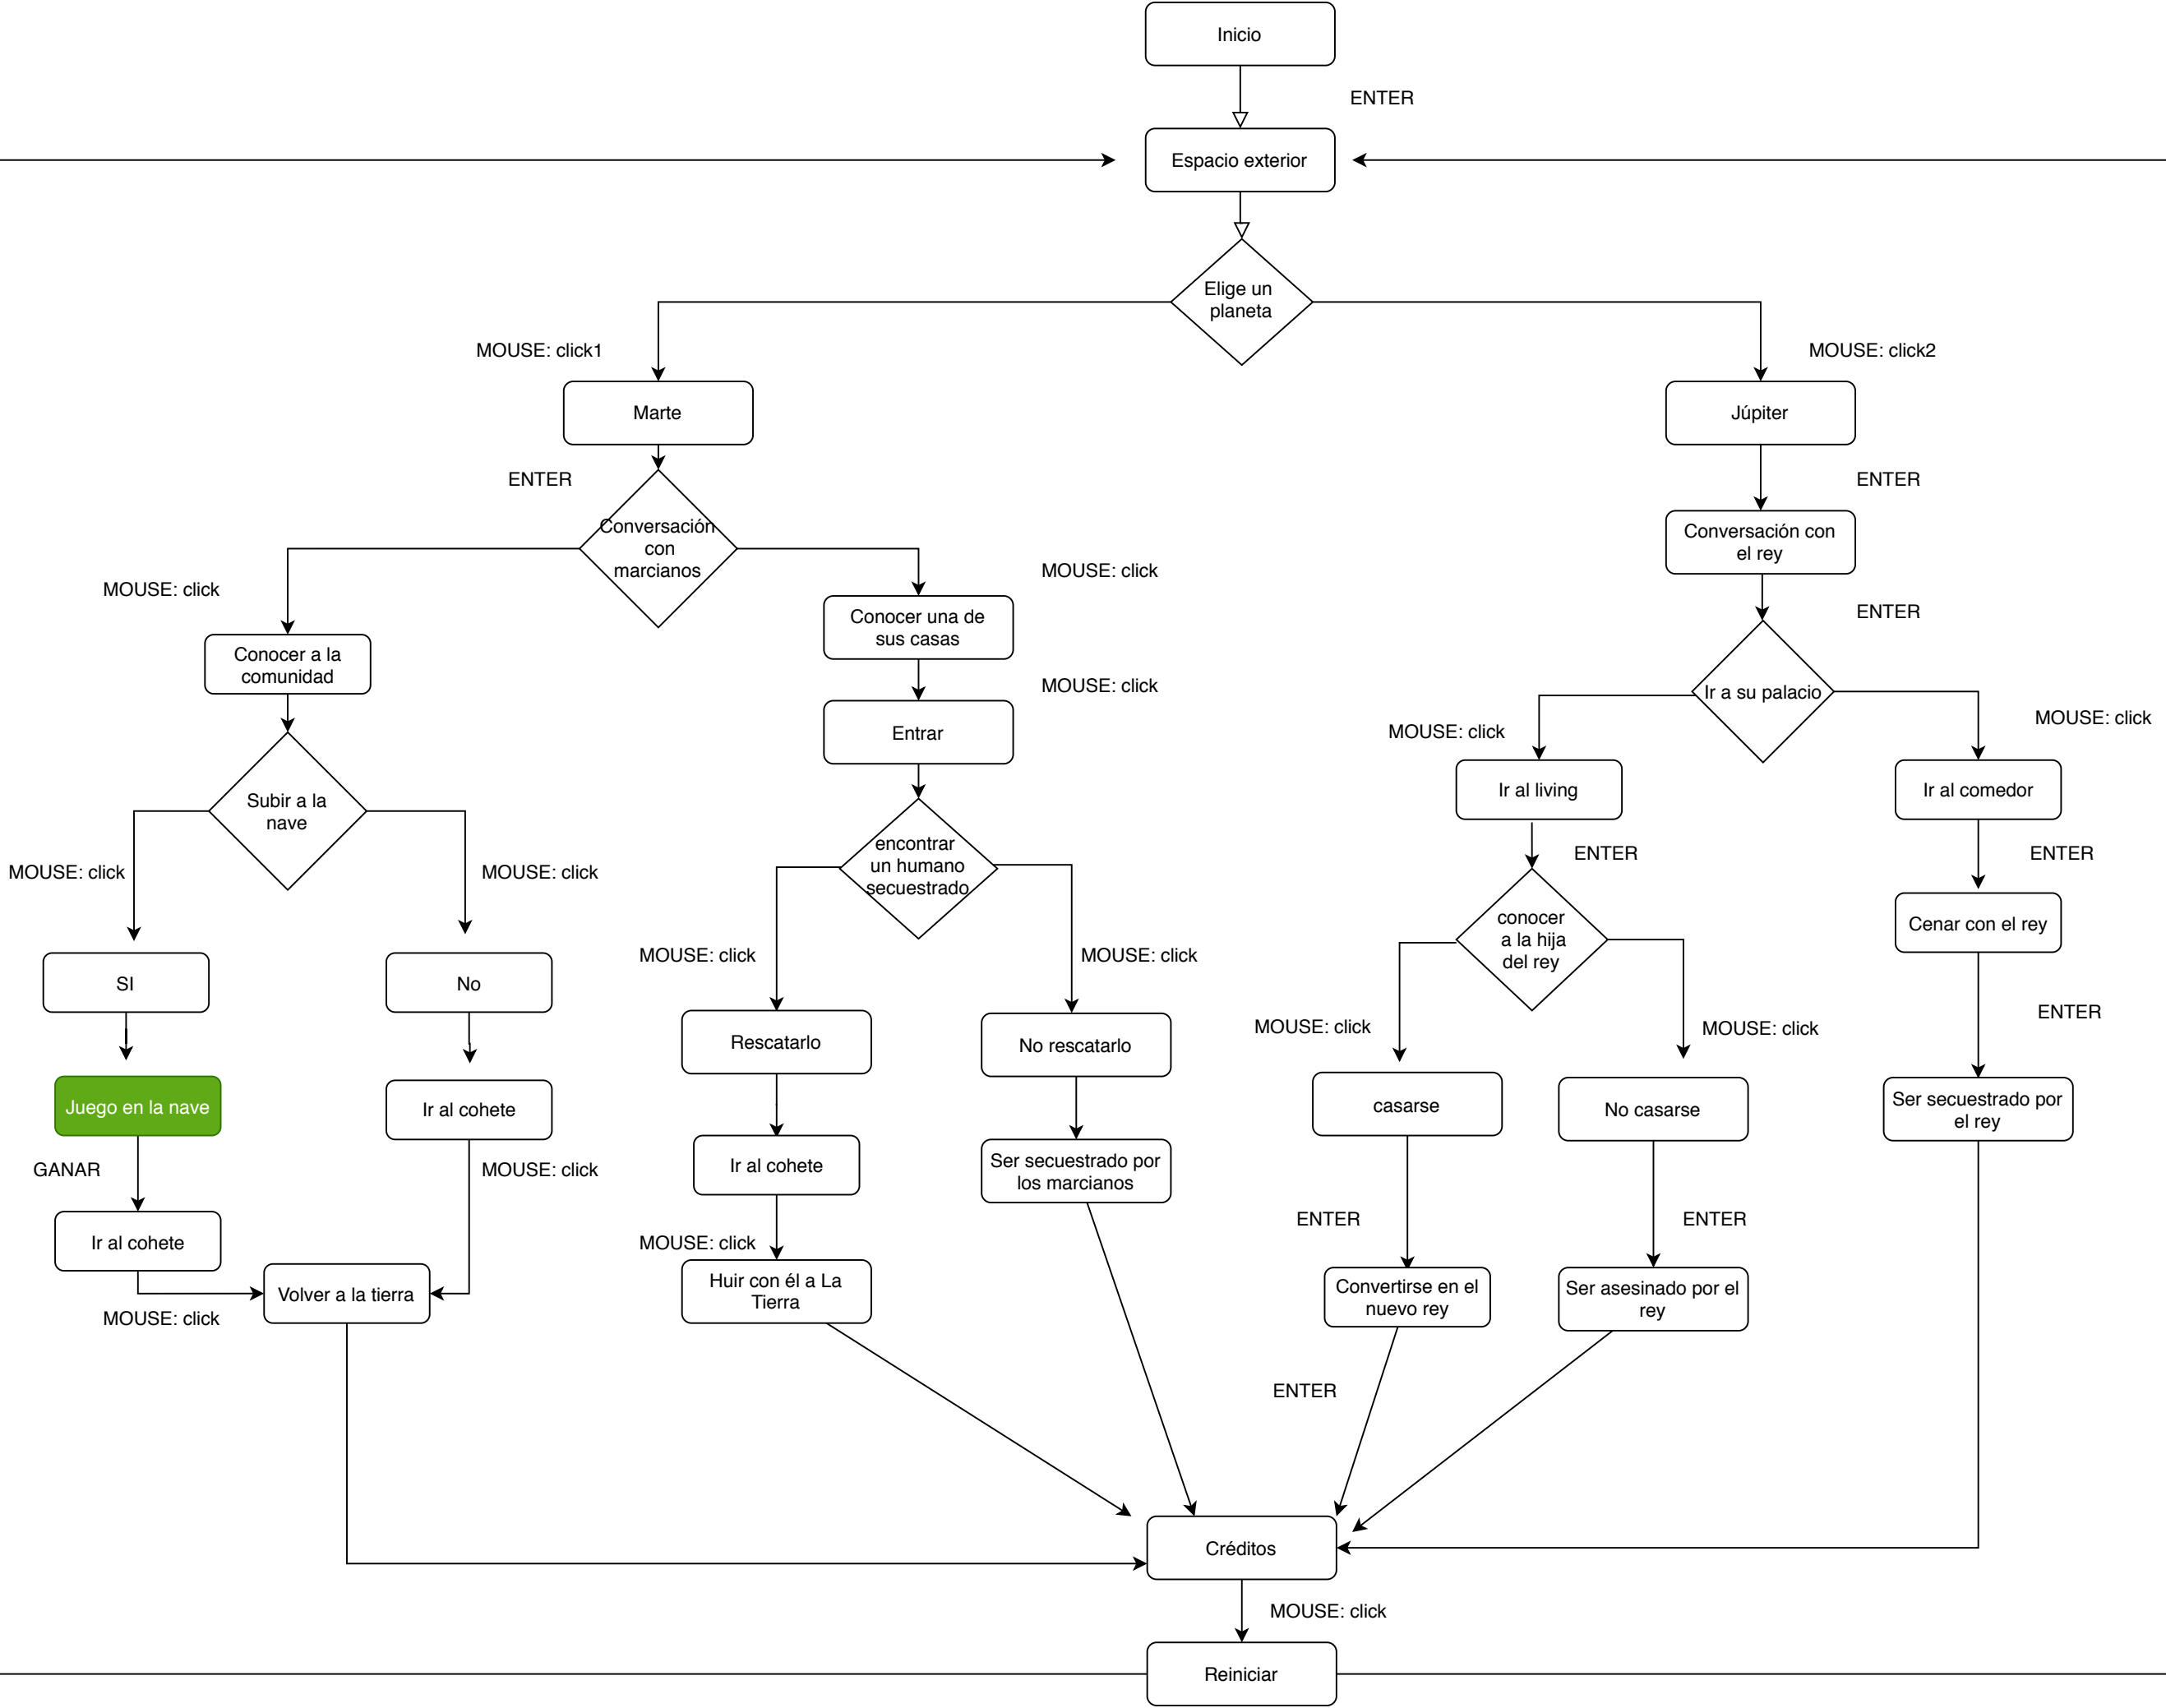 Inicio
ENTER
Espacio exterior
Elige un
planeta
MOUSE: click1
MOUSE: click2
Marte
Júpiter
ENTER
ENTER
Conversación
con
marcianos
Conversación con
el rey
MOUSE: click
MOUSE: click
ENTER
Conocer una de
sus casas
Conocer a la
comunidad
MOUSE: click
Ir a su palacio
MOUSE: click
MOUSE: click
Entrar
Ir al living
Ir al comedor
Subir a la
nave
encontrar
un humano
secuestrado
ENTER
ENTER
MOUSE: click
MOUSE: click
conocer
a la hija
del rey
Cenar con el rey
MOUSE: click
MOUSE: click
SI
No
ENTER
MOUSE: click
MOUSE: click
Rescatarlo
No rescatarlo
Juego en la nave
Ir al cohete
casarse
No casarse
Ser secuestrado por
el rey
GANAR
MOUSE: click
Ir al cohete
Ser secuestrado por
los marcianos
ENTER
ENTER
Ir al cohete
MOUSE: click
Volver a la tierra
MOUSE: click
Huir con él a La
Tierra
Convertirse en el
nuevo rey
Ser asesinado por el
rey
ENTER
Créditos
MOUSE: click
Reiniciar